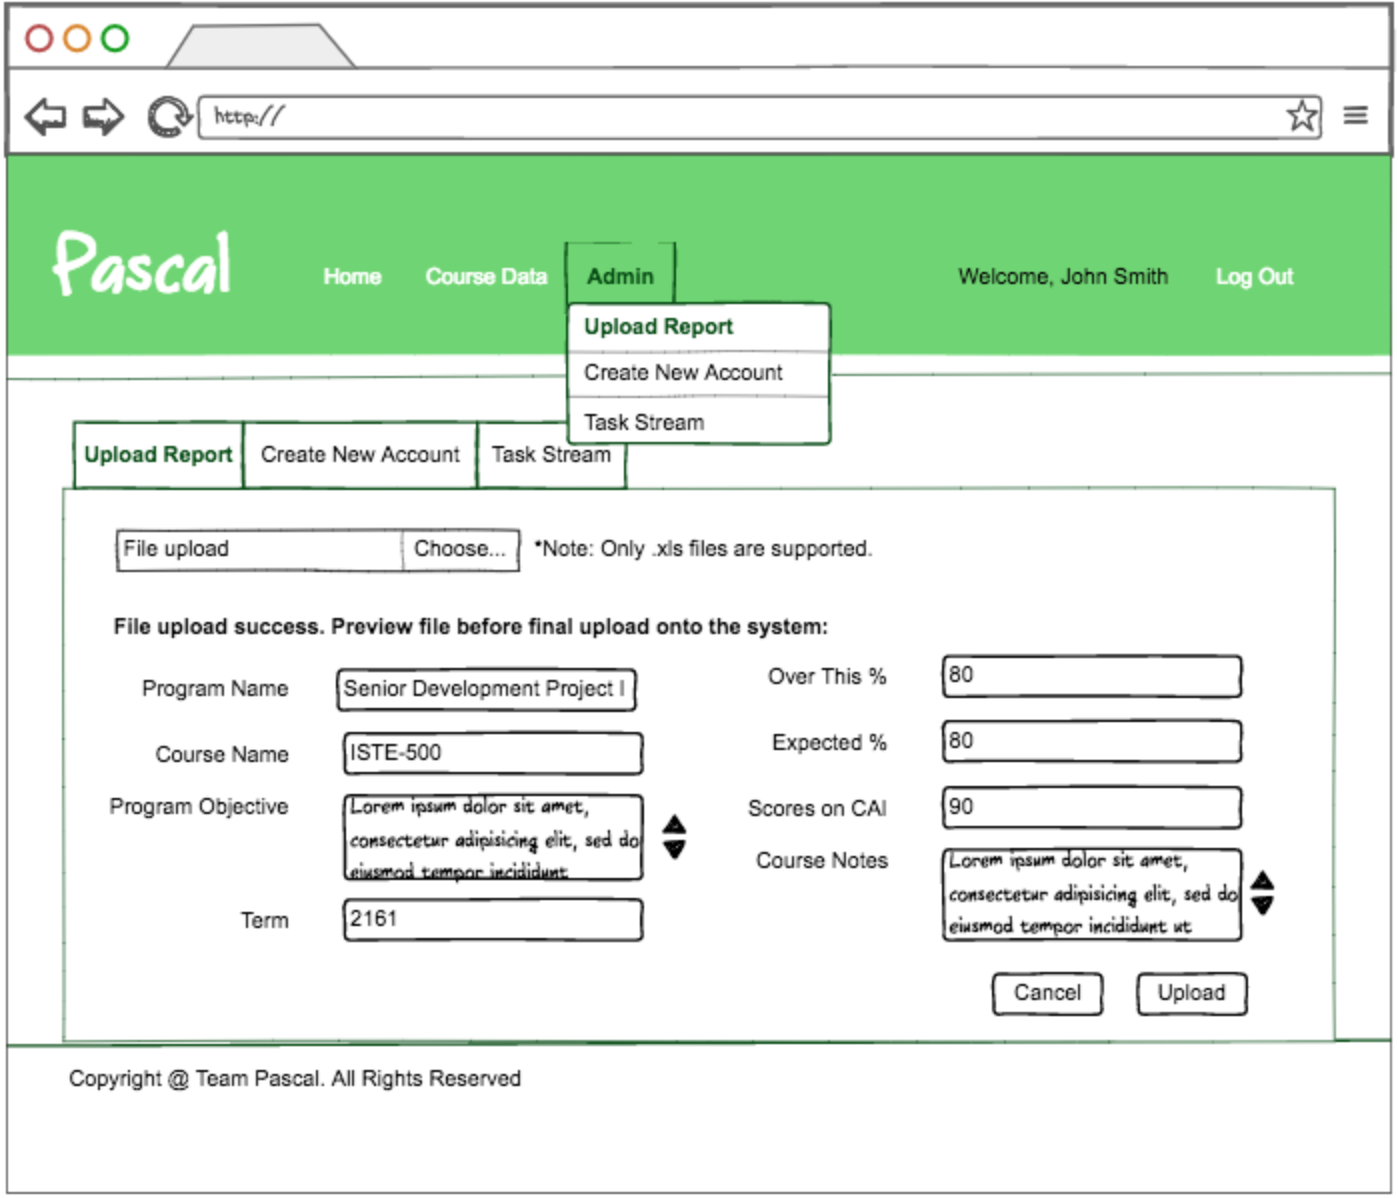 http://
Pascal
Home Course Data Admin Welcome, John Smith Log Out
Upload Report
Create New Account
Task Stream
Upload Report Create New Account Task Stream
File upload Choose... *Note: Only .xls files are supported.
File upload success. Preview file before final upload onto the system:
Program Name Senior Development Project I
Course Name ISTE-500
Program Objective Lorem ipsum dolor sit amet,
consectetur adipisicing elit, sed do
eiusmod tempor incididunt
Term 2161
Over This % 80
Expected % 80
Scores on CAI 90
Course Notes Lorem ipsum dolor sit amet,
consectetur adipisicing elit, sed do
eiusmod tempor incididunt ut
Cancel Upload
Copyright @ Team Pascal. All Rights Reserved